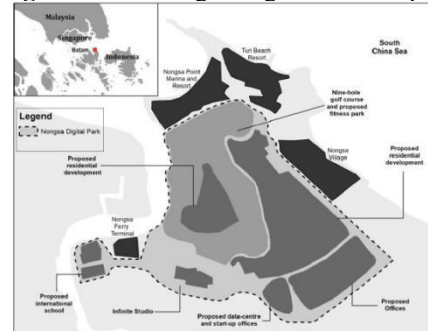 Malaysia
Singapore
Batam
Indonesia
South
China Sea
Turi Beach
Resort
Nongsa Point
Marina and
Resort
Nine-hole
golf course
and proposed
fitness park
Legend
Nongsa Digital Park
Proposed
residential
development
Nongsa
Village
Proposed
residential
development
Nongsa
Ferry
Terminal
Proposed
international
school
Infinite Studio
Proposed data-centre
and start-up offices
Proposed
Offices